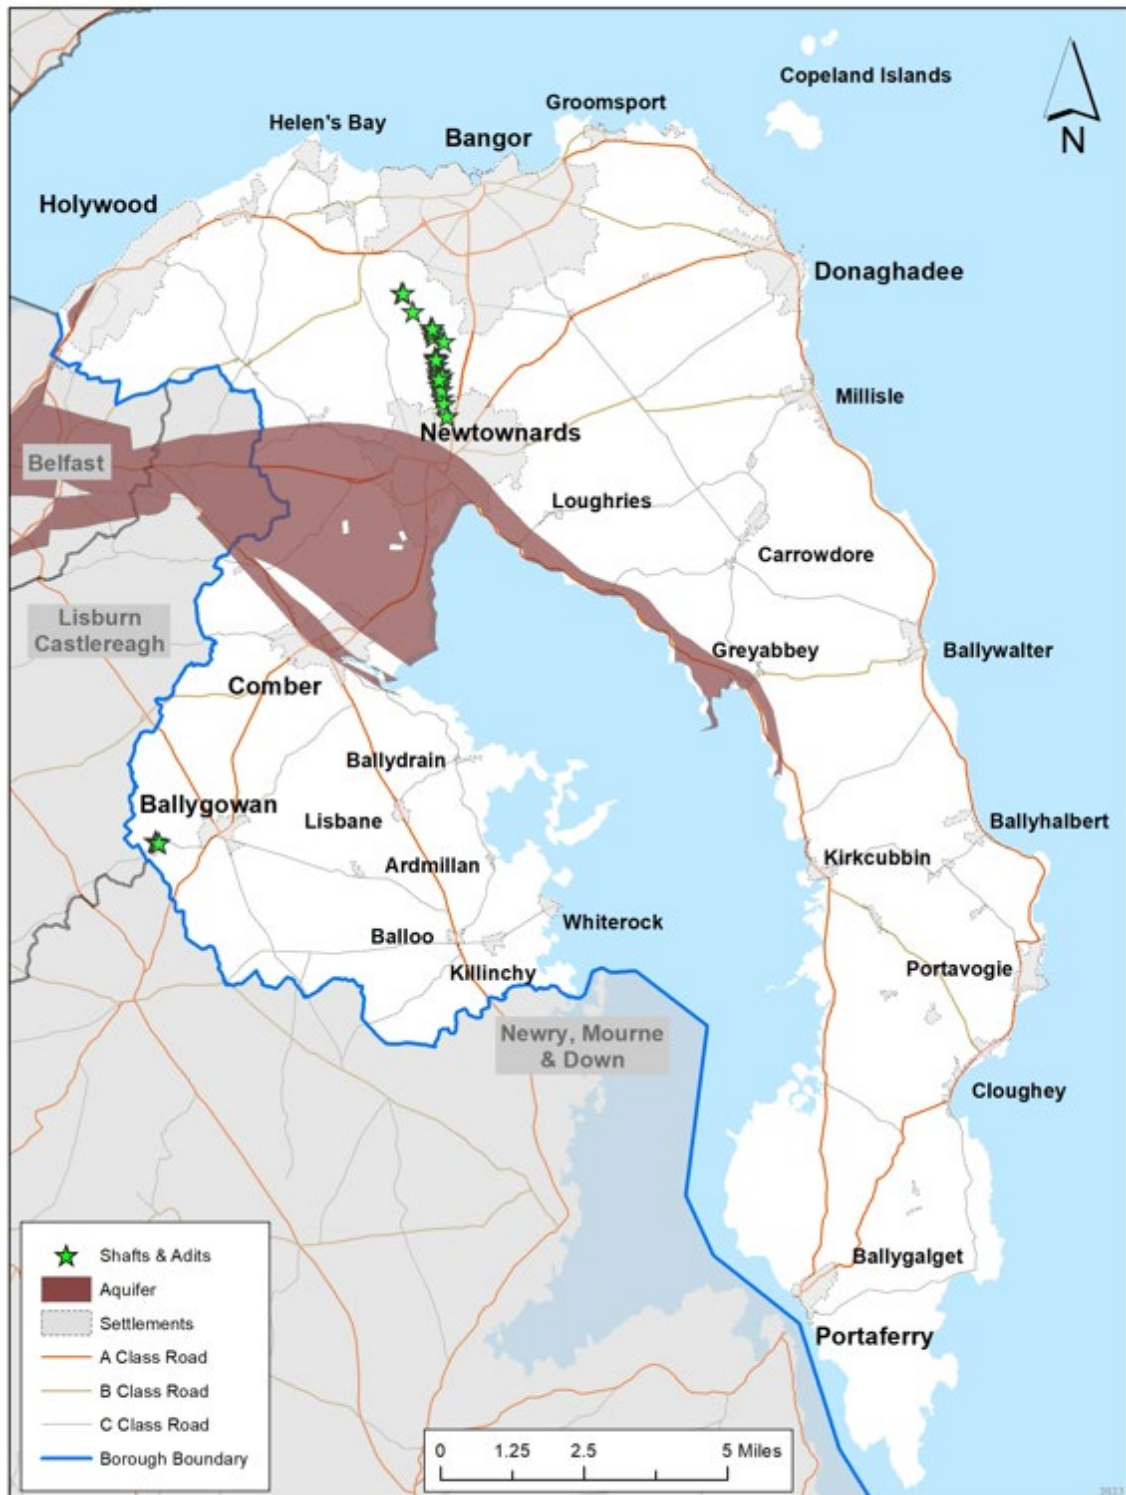 Copeland Islands
Groomsport
Helen's Bay
Bangor
N
Holywood
Donaghadee
Millisle
Newtownards
Belfast
Loughries
Carrowdore
Lisburn
Castlereagh
Greyabbey
Ballywalter
Comber
Ballydrain
Ballygowan
Lisbane
Ballyhalbert
Ardmillan
Kirkcubbin
Whiterock
Balloo
Killinchy
Portavogie
Newry, Mourne
& Down
Cloughey
Ballygalget
Portaferry
Shafts & Adits
Aquifer
Settlements
A Class Road
B Class Road
C Class Road
Borough Boundary
0 1.25 2.5 5 Miles